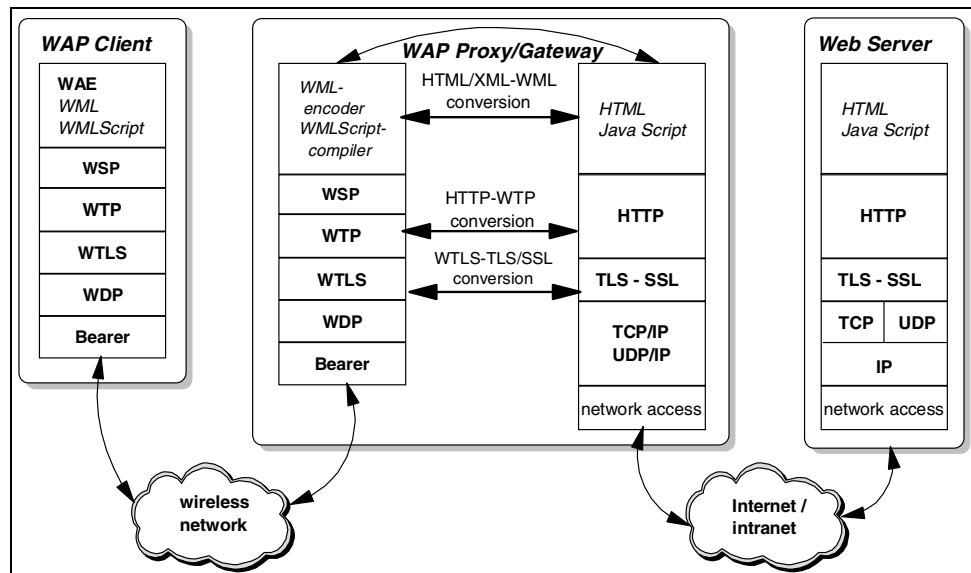 WAP Client
WAE
WML
WMLScript
WSP
WTP
WTLS
WDP
Bearer
WAP Proxy/Gateway
WML-
encoder
WMLScript-
compiler
WSP
WTP
WTLS
WDP
Bearer
HTML/XML-WML
conversion
HTTP-WTP
conversion
WTLS-TLS/SSL
conversion
HTML
Java Script
HTTP
TLS - SSL
TCP/IP
UDP/IP
network access
Web Server
HTML
Java Script
HTTP
TLS - SSL
TCP UDP
IP
network access
wireless
network
Internet /
intranet